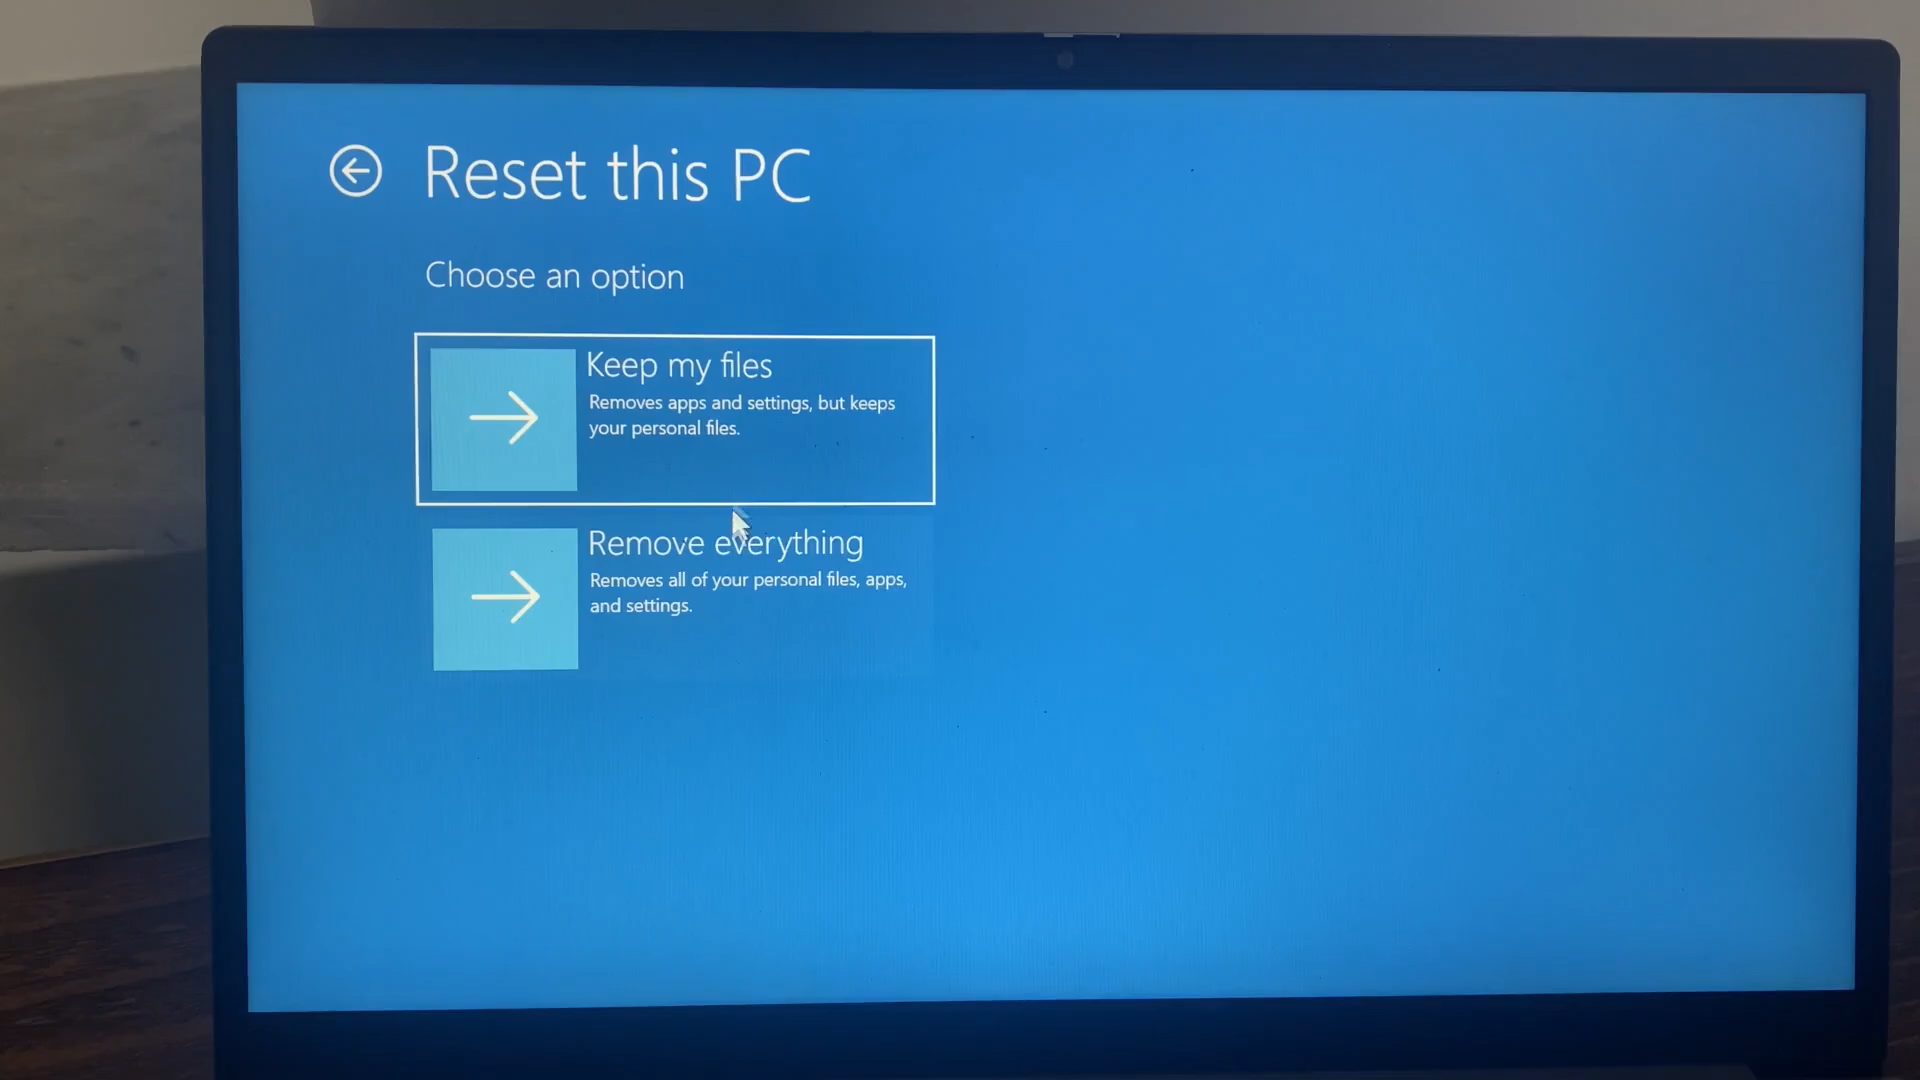 Reset this PC
Choose an option
Keep my files
Removes apps and settings, but keeps
your personal files.
Remove everything
Removes all of your personal files, apps,
and settings.